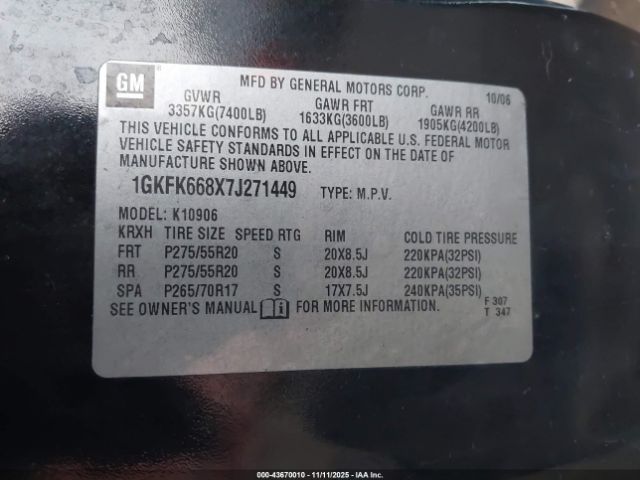 GM
MFD BY GENERAL MOTORS CORP. 10/06
GVWR GAWR FRT GAWR RR
3357KG(7400LB) 1633KG(3600LB) 1905KG(4200LB)
THIS VEHICLE CONFORMS TO ALL APPLICABLE U.S. FEDERAL MOTOR
VEHICLE SAFETY STANDARDS IN EFFECT ON THE DATE OF
MANUFACTURE SHOWN ABOVE.
1GKFK668X7J271449 TYPE: M.P.V.
MODEL: K10906
KRXH TIRE SIZE SPEED RTG RIM COLD TIRE PRESSURE
FRT P275/55R20 S 20X8.5J 220KPA(32PSI)
RR P275/55R20 S 20X8.5J 220KPA(32PSI)
SPA P265/70R17 S 17X7.5J 240KPA(35PSI)
SEE OWNER'S MANUAL i FOR MORE INFORMATION.
F 307
T 347
000-43670010 - 11/11/2025 - IAAI.COM